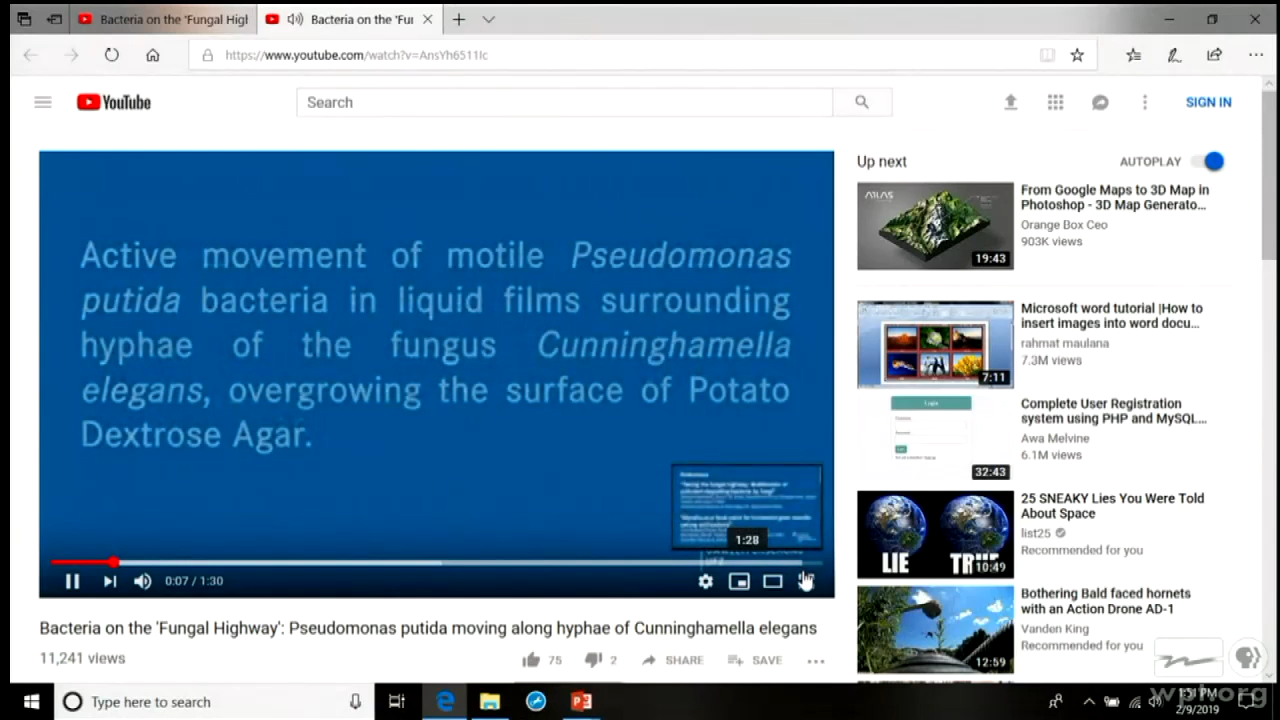 Bacteria on the 'Fungal High
Bacteria on the 'Fun
https://www.youtube.com/watch?v=AnsYh6511Ic
YouTube
Search
SIGN IN
Active movement of motile Pseudomonas
putida bacteria in liquid films surrounding
hyphae of the fungus Cunninghamella
elegans, overgrowing the surface of Potato
Dextrose Agar.
1:28
0:07 / 1:30
Bacteria on the 'Fungal Highway': Pseudomonas putida moving along hyphae of Cunninghamella elegans
11,241 views
75
2
SHARE
SAVE
Up next
AUTOPLAY
ATLAS
19:43
From Google Maps to 3D Map in
Photoshop - 3D Map Generato...
Orange Box Ceo
903K views
7:11
Microsoft word tutorial |How to
insert images into word docu...
rahmat maulana
7.3M views
Login
32:43
Complete User Registration
system using PHP and MySQL...
Awa Melvine
6.1M views
LIE
10:49
25 SNEAKY Lies You Were Told
About Space
list25
Recommended for you
12:59
Bothering Bald faced hornets
with an Action Drone AD-1
Vanden King
Recommended for you
Type here to search
1:51 PM
2/9/2019
wpt.org